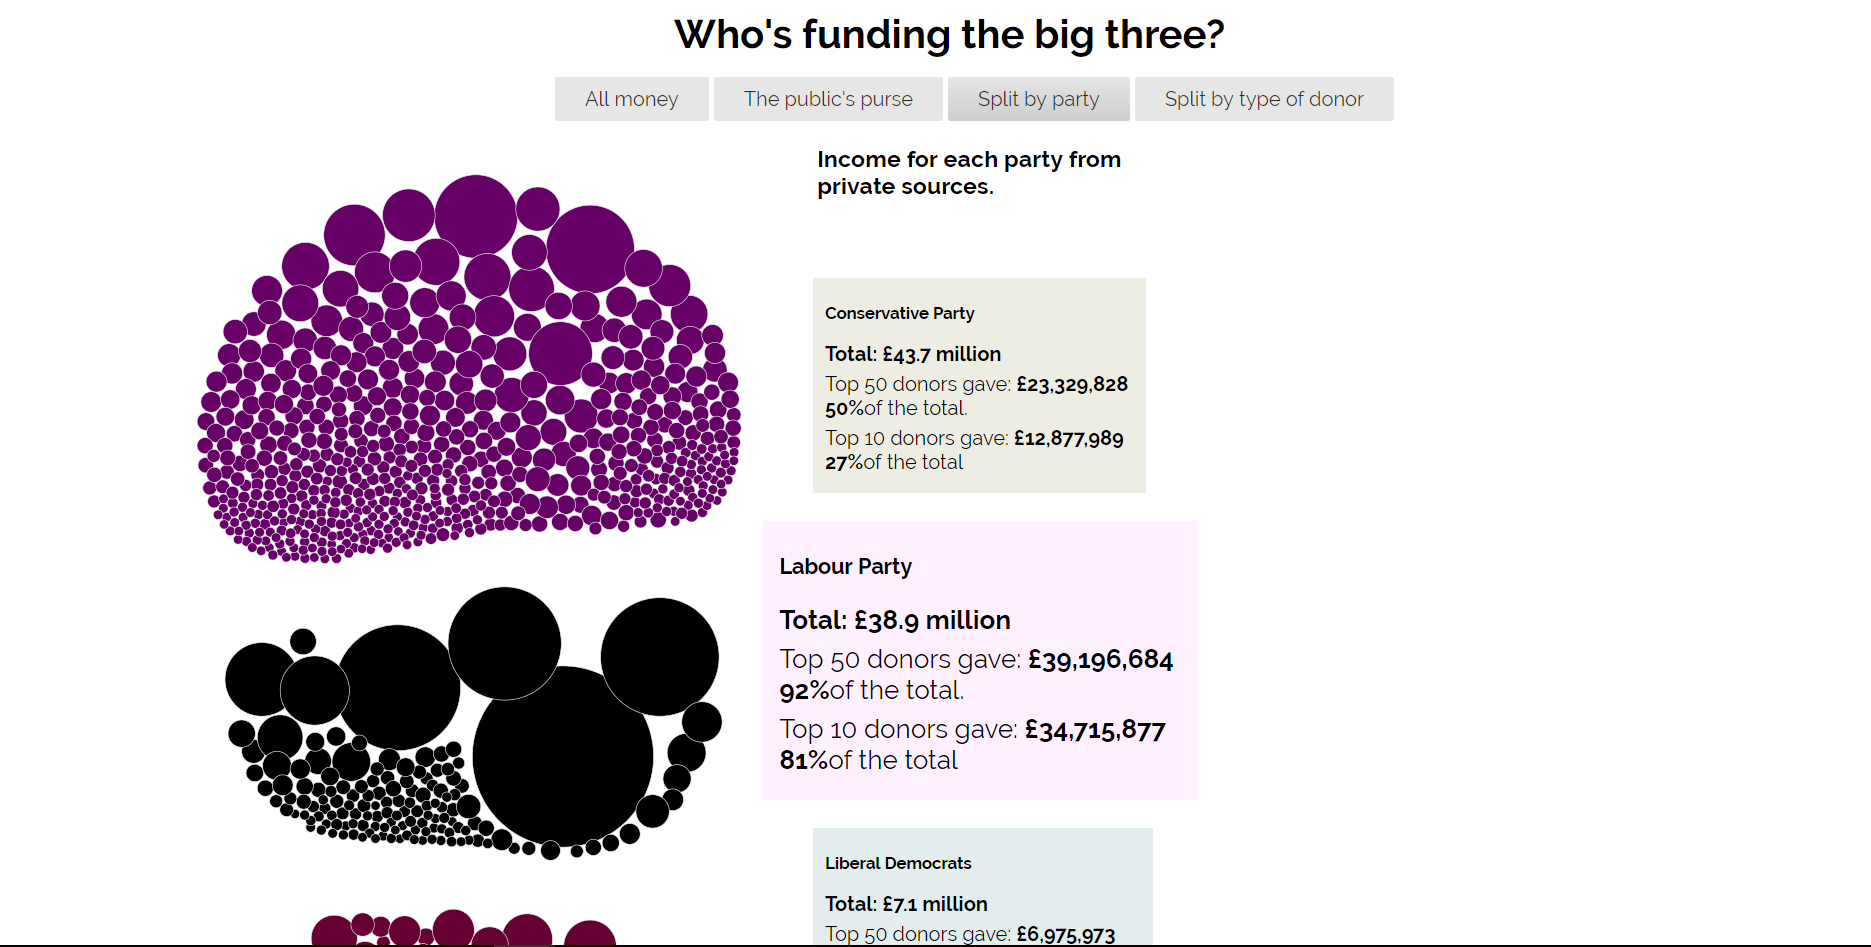 Who's funding the big three?
All money
The public's purse
Split by party
Split by type of donor
Income for each party from
private sources.
Conservative Party
Total: £43.7 million
Top 50 donors gave: £23,329,828
50%of the total.
Top 10 donors gave: £12,877,989
27%of the total
Labour Party
Total: £38.9 million
Top 50 donors gave: £39,196,684
92%of the total.
Top 10 donors gave: £34,715,877
81%of the total
Liberal Democrats
Total: £7.1 million
Top 50 donors gave: £6,975,973